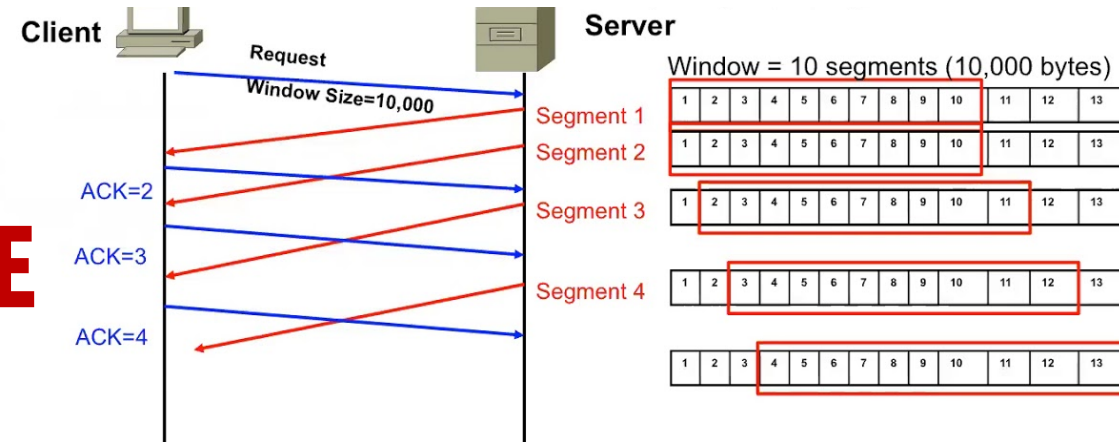 Client
Server
Request
Window Size=10,000
Window = 10 segments (10,000 bytes)
1 2 3 4 5 6 7 8 9 10 11 12 13
Segment 1
1 2 3 4 5 6 7 8 9 10 11 12 13
Segment 2
ACK=2
1 2 3 4 5 6 7 8 9 10 11 12 13
Segment 3
E
ACK=3
1 2 3 4 5 6 7 8 9 10 11 12 13
Segment 4
ACK=4
1 2 3 4 5 6 7 8 9 10 11 12 13